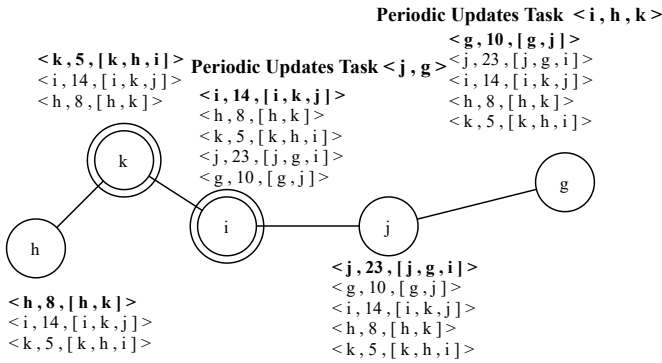 Periodic Updates Task < i , h , k >
< g , 10 , [ g , j ] >
< j , 23 , [ j , g , i ] >
< i , 14 , [ i , k , j ] >
< h , 8 , [ h , k ] >
< k , 5 , [ k , h , i ] >
< k , 5 , [ k , h , i ] >
< i , 14 , [ i , k , j ] >
< h , 8 , [ h , k ] >
Periodic Updates Task < j , g >
< i , 14 , [ i , k , j ] >
< h , 8 , [ h , k ] >
< k , 5 , [ k , h , i ] >
< j , 23 , [ j , g , i ] >
< g , 10 , [ g , j ] >
k
g
i
j
h
< j , 23 , [ j , g , i ] >
< g , 10 , [ g , j ] >
< i , 14 , [ i , k , j ] >
< h , 8 , [ h , k ] >
< k , 5 , [ k , h , i ] >
< h , 8 , [ h , k ] >
< i , 14 , [ i , k , j ] >
< k , 5 , [ k , h , i ] >